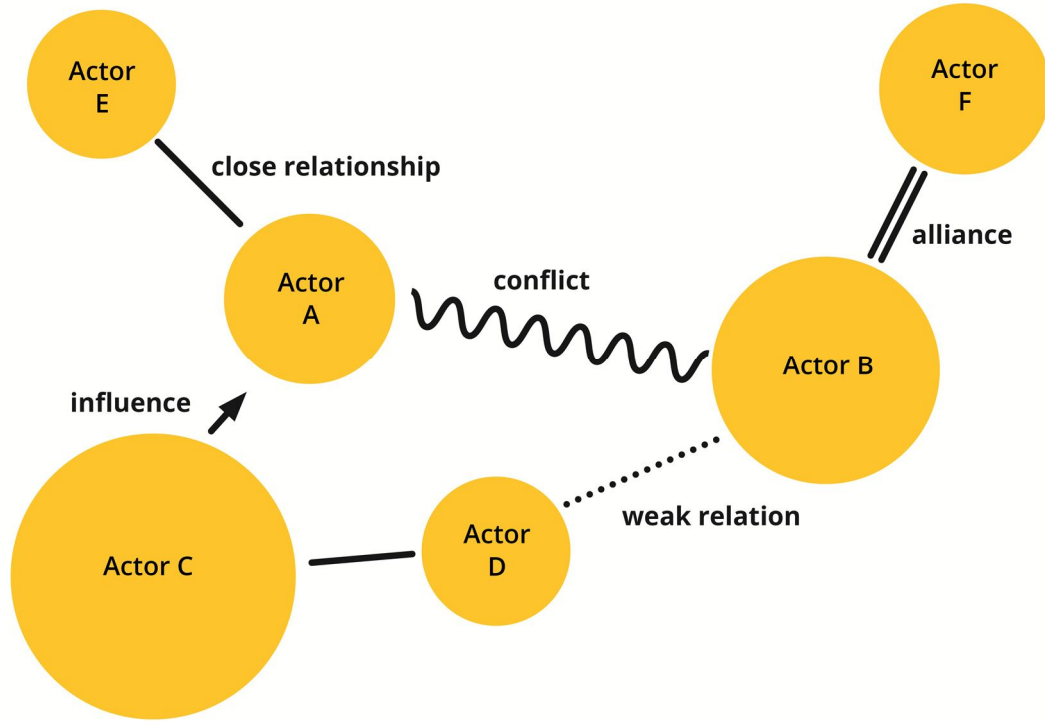 Actor
E
Actor
F
close relationship
alliance
Actor
A
conflict
Actor B
influence
weak relation
Actor
D
Actor C